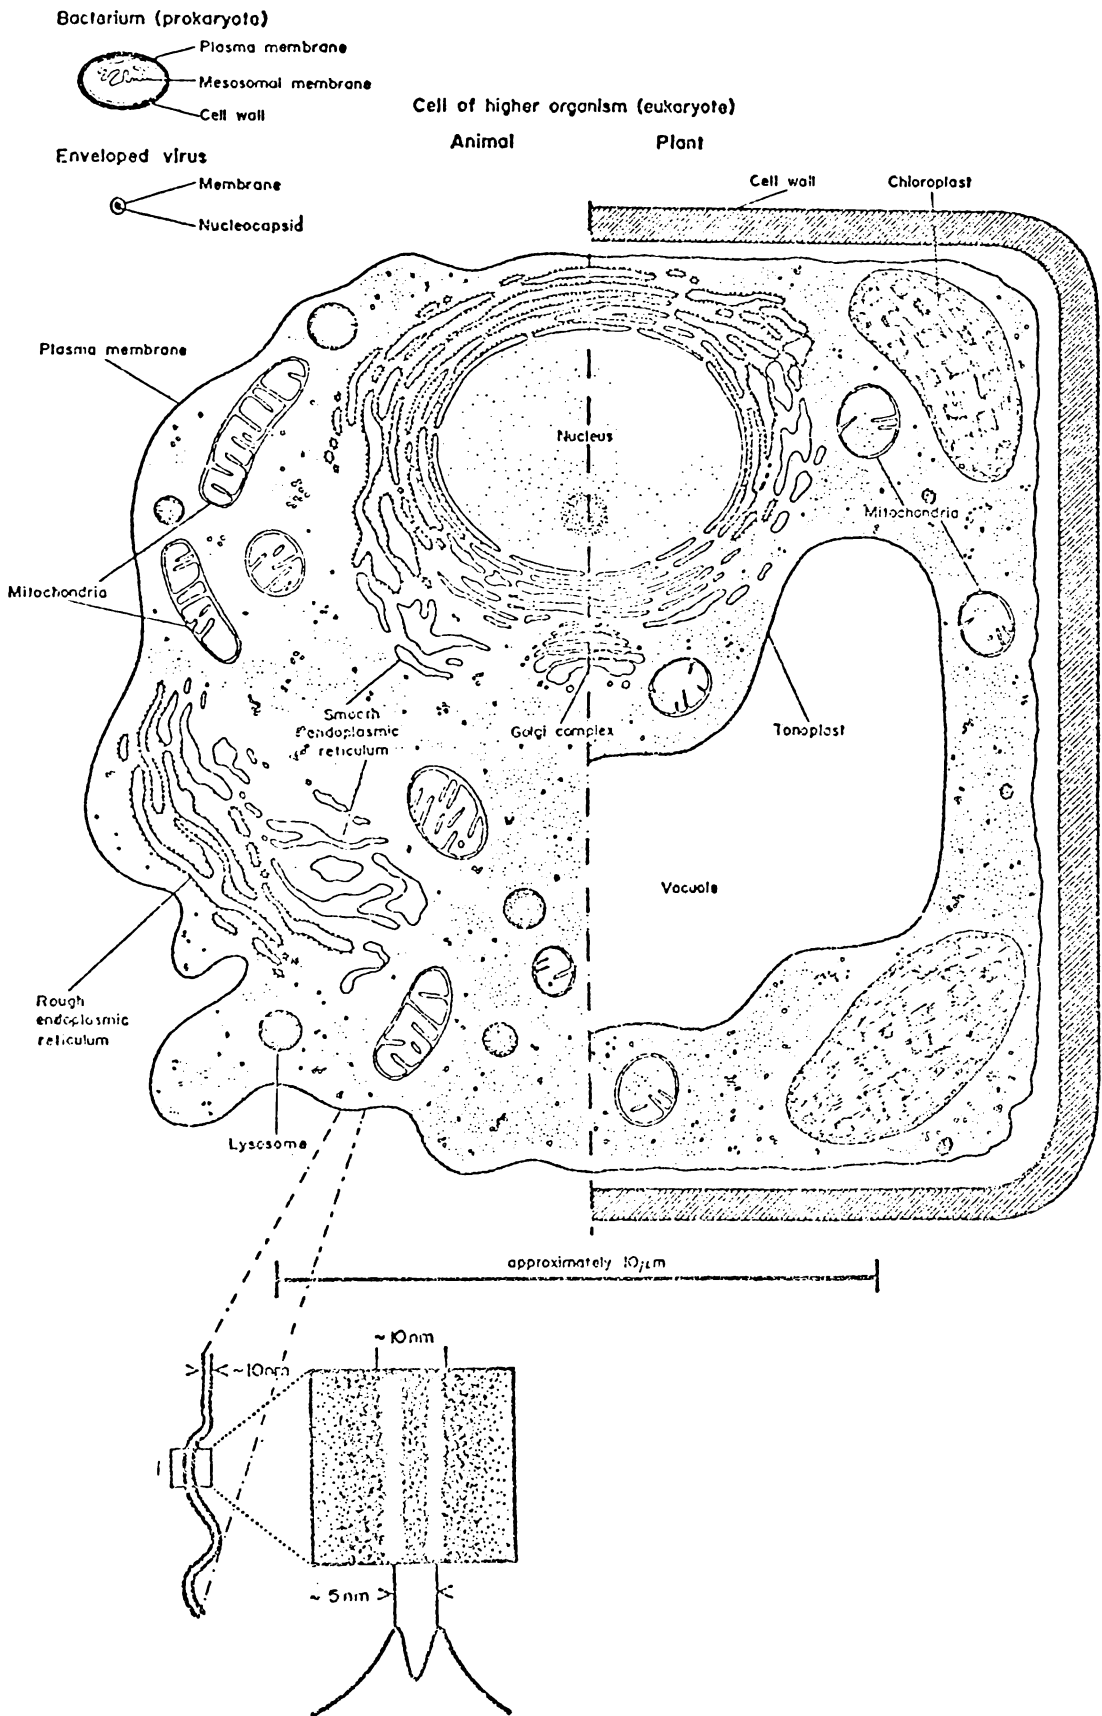 Bactarium (prokaryota)
Plasma membrane
Mesosomal membrane
Cell wall
Enveloped virus
Membrane
Nucleocapsid
Cell of higher organism (eukaryota)
Animal
Plant
Cell wall
Chloroplast
Plasma membrane
Nucleus
Mitochondria
Mitochondria
Smooth
endoplasmic
reticulum
Golgi complex
Tonoplast
Vacuole
Rough
endoplasmic
reticulum
Lysosome
approximately 10μm
~10nm
~10nm
~5nm